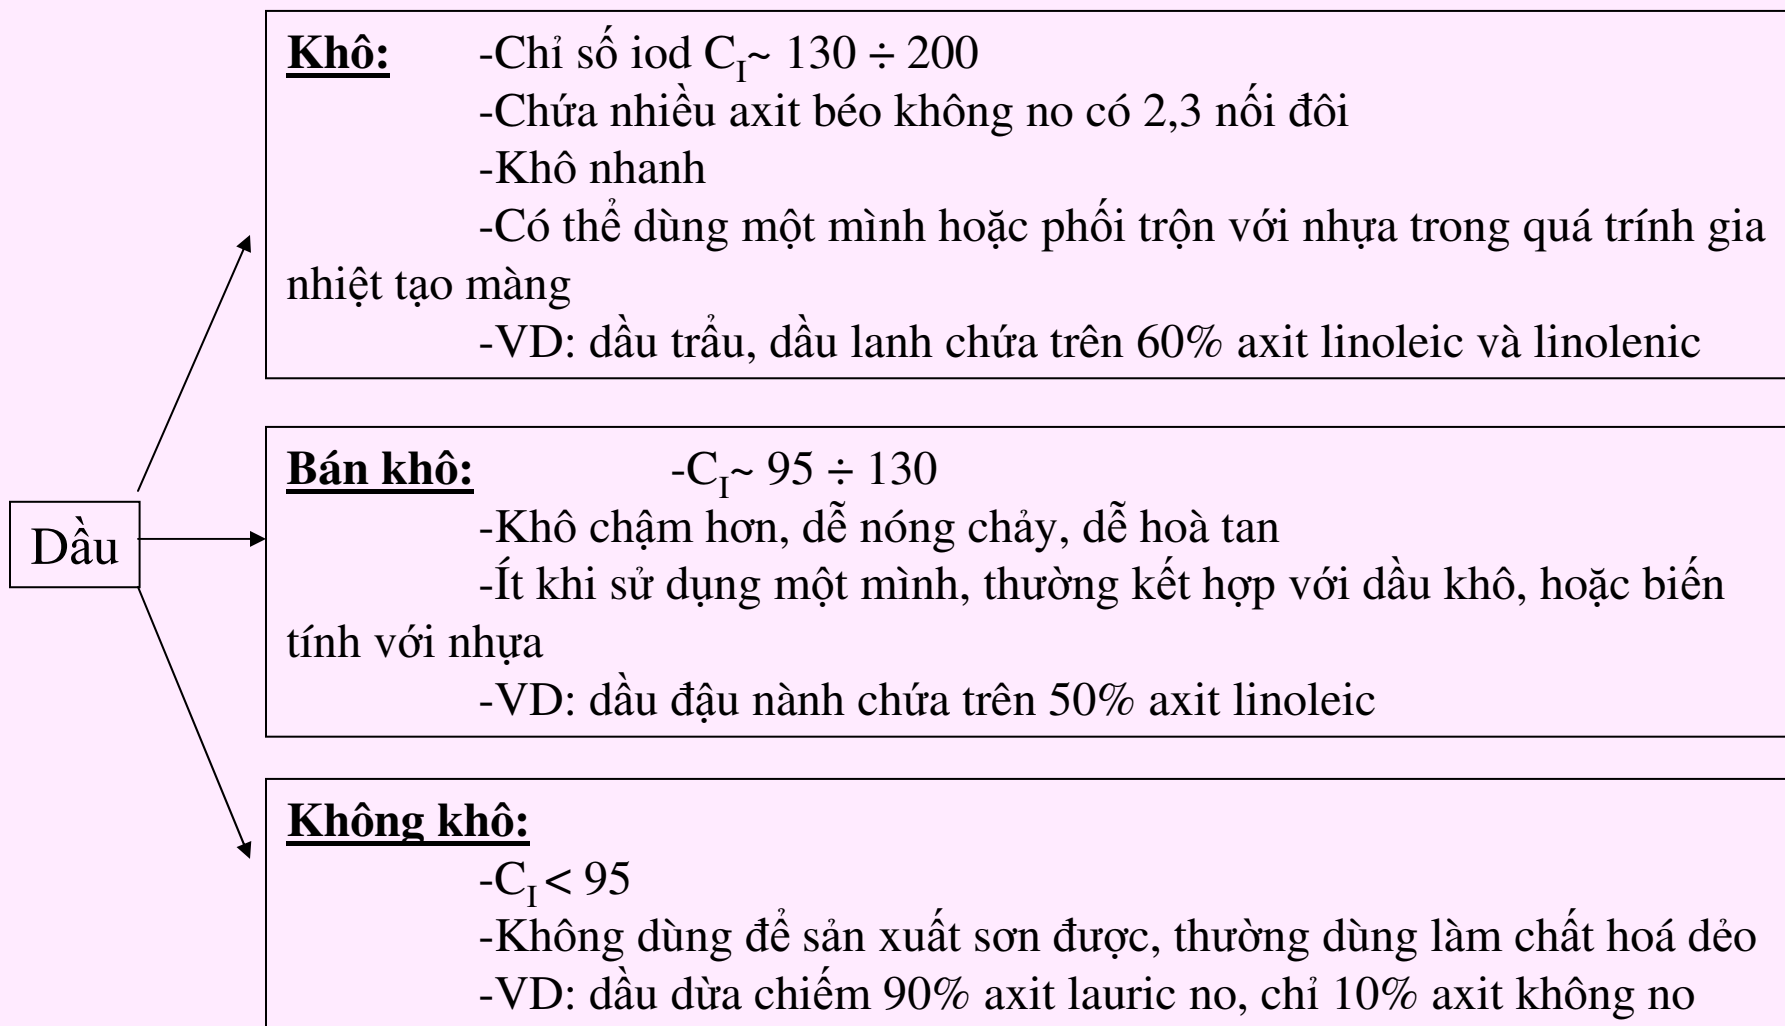 Khô: -Chỉ số iod CI~ 130 ÷ 200
-Chứa nhiều axit béo không no có 2,3 nối đôi
-Khô nhanh
-Có thể dùng một mình hoặc phối trộn với nhựa trong quá trính gia
nhiệt tạo màng
-VD: dầu trẩu, dầu lanh chứa trên 60% axit linoleic và linolenic
Dầu
Bán khô: -CI~ 95 ÷ 130
-Khô chậm hơn, dễ nóng chảy, dễ hoà tan
-Ít khi sử dụng một mình, thường kết hợp với dầu khô, hoặc biến
tính với nhựa
-VD: dầu đậu nành chứa trên 50% axit linoleic
Không khô:
-CI < 95
-Không dùng để sản xuất sơn được, thường dùng làm chất hoá dẻo
-VD: dầu dừa chiếm 90% axit lauric no, chỉ 10% axit không no